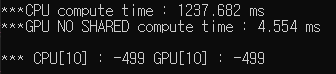 ***CPU compute time : 1237.682 ms
***GPU NO SHARED compute time : 4.554 ms
*** CPU[10] : -499 GPU[10] : -499